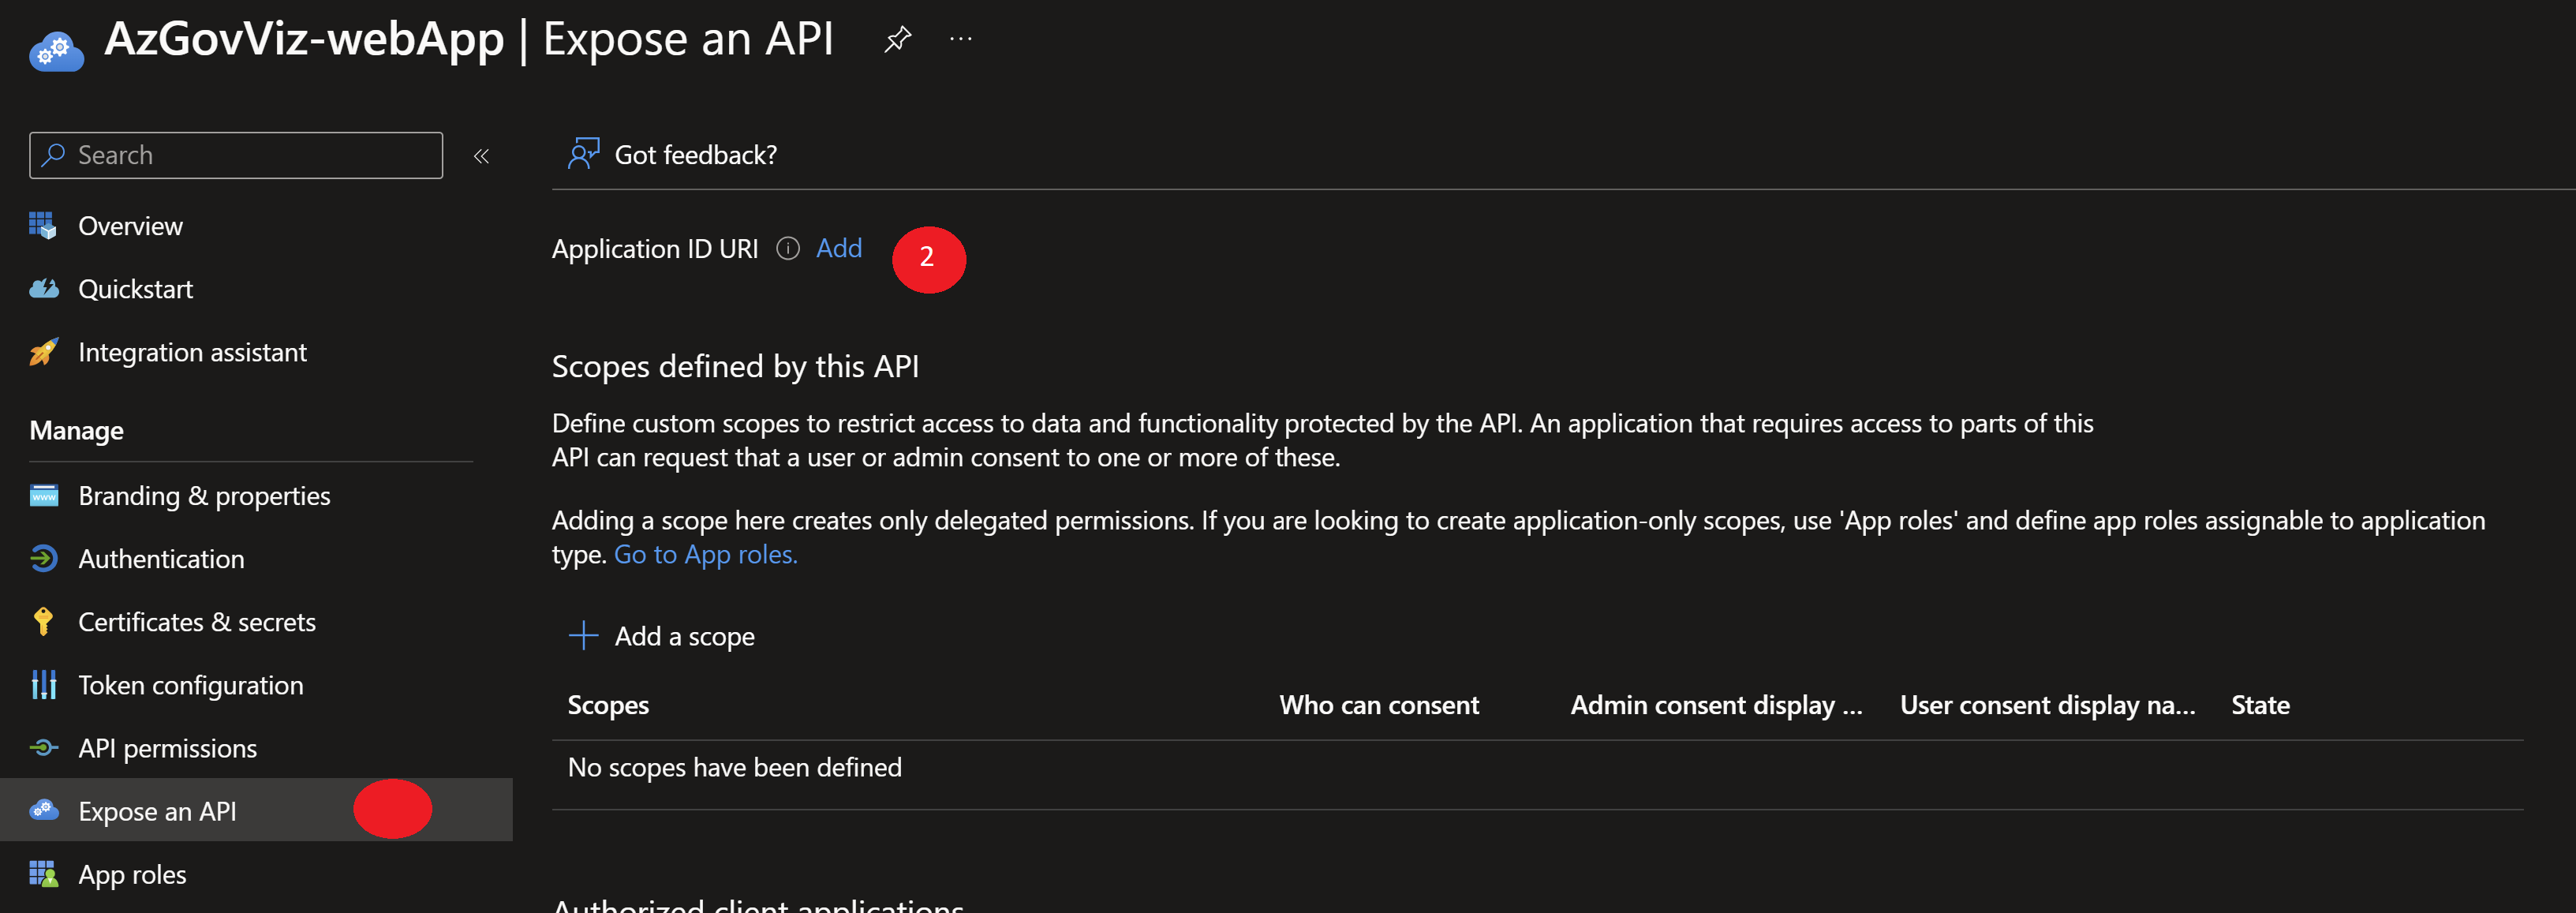 AzGovViz-webApp | Expose an API
Search
Overview
Quickstart
Integration assistant
Manage
Branding & properties
Authentication
Certificates & secrets
Token configuration
API permissions
Expose an API
App roles
Got feedback?
Application ID URI Add 2
Scopes defined by this API
Define custom scopes to restrict access to data and functionality protected by the API. An application that requires access to parts of this
API can request that a user or admin consent to one or more of these.
Adding a scope here creates only delegated permissions. If you are looking to create application-only scopes, use 'App roles' and define app roles assignable to application
type. Go to App roles.
Add a scope
Scopes Who can consent Admin consent display ... User consent display na... State
No scopes have been defined
Authorized client applications